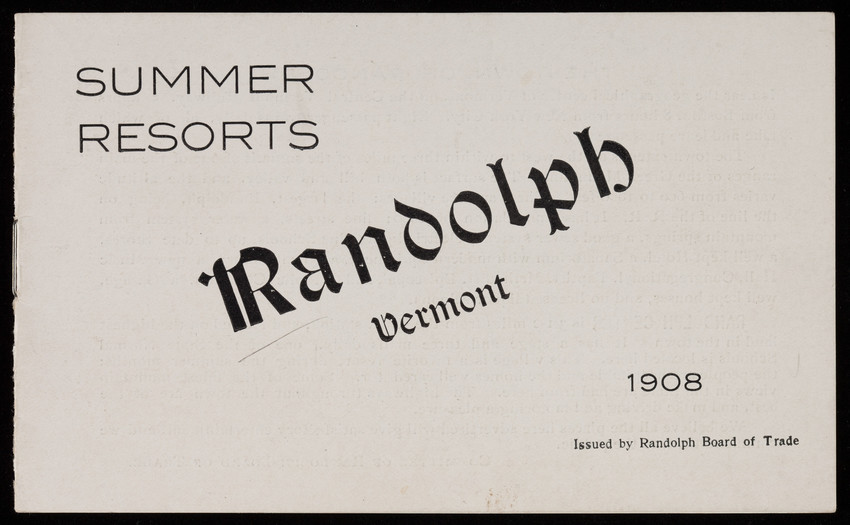 SUMMER
RESORTS
Randolph
Vermont
1908
Issued by Randolph Board of Trade